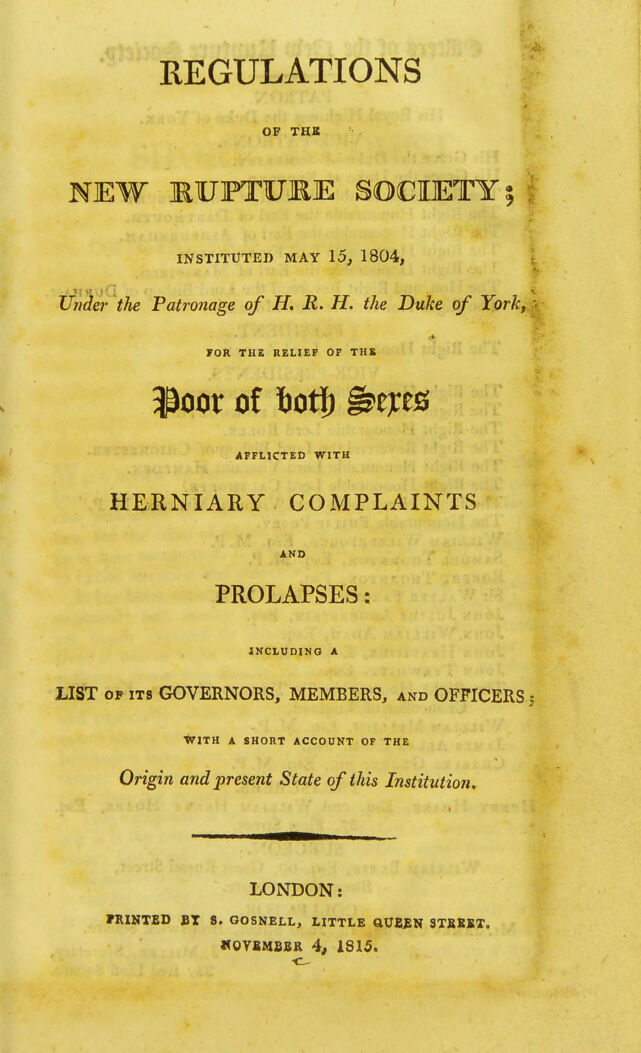 REGULATIONS
OF THE
NEW RUPTURE SOCIETY;
INSTITUTED MAY 15, 1804,
Under the Patronage of H. R. H. the Duke of York,
FOR THE RELIEF OF THE
Poor of both Sexes
AFFLICTED WITH
HERNIARY COMPLAINTS
AND
PROLAPSES:
INCLUDING A
LIST OF ITS GOVERNORS, MEMBERS, AND OFFICERS;
WITH A SHORT ACCOUNT OF THE
Origin and present State of this Institution.
LONDON:
PRINTED BY S. GOSNELL, LITTLE QUEEN STREET.
NOVEMBER 4, 1815.